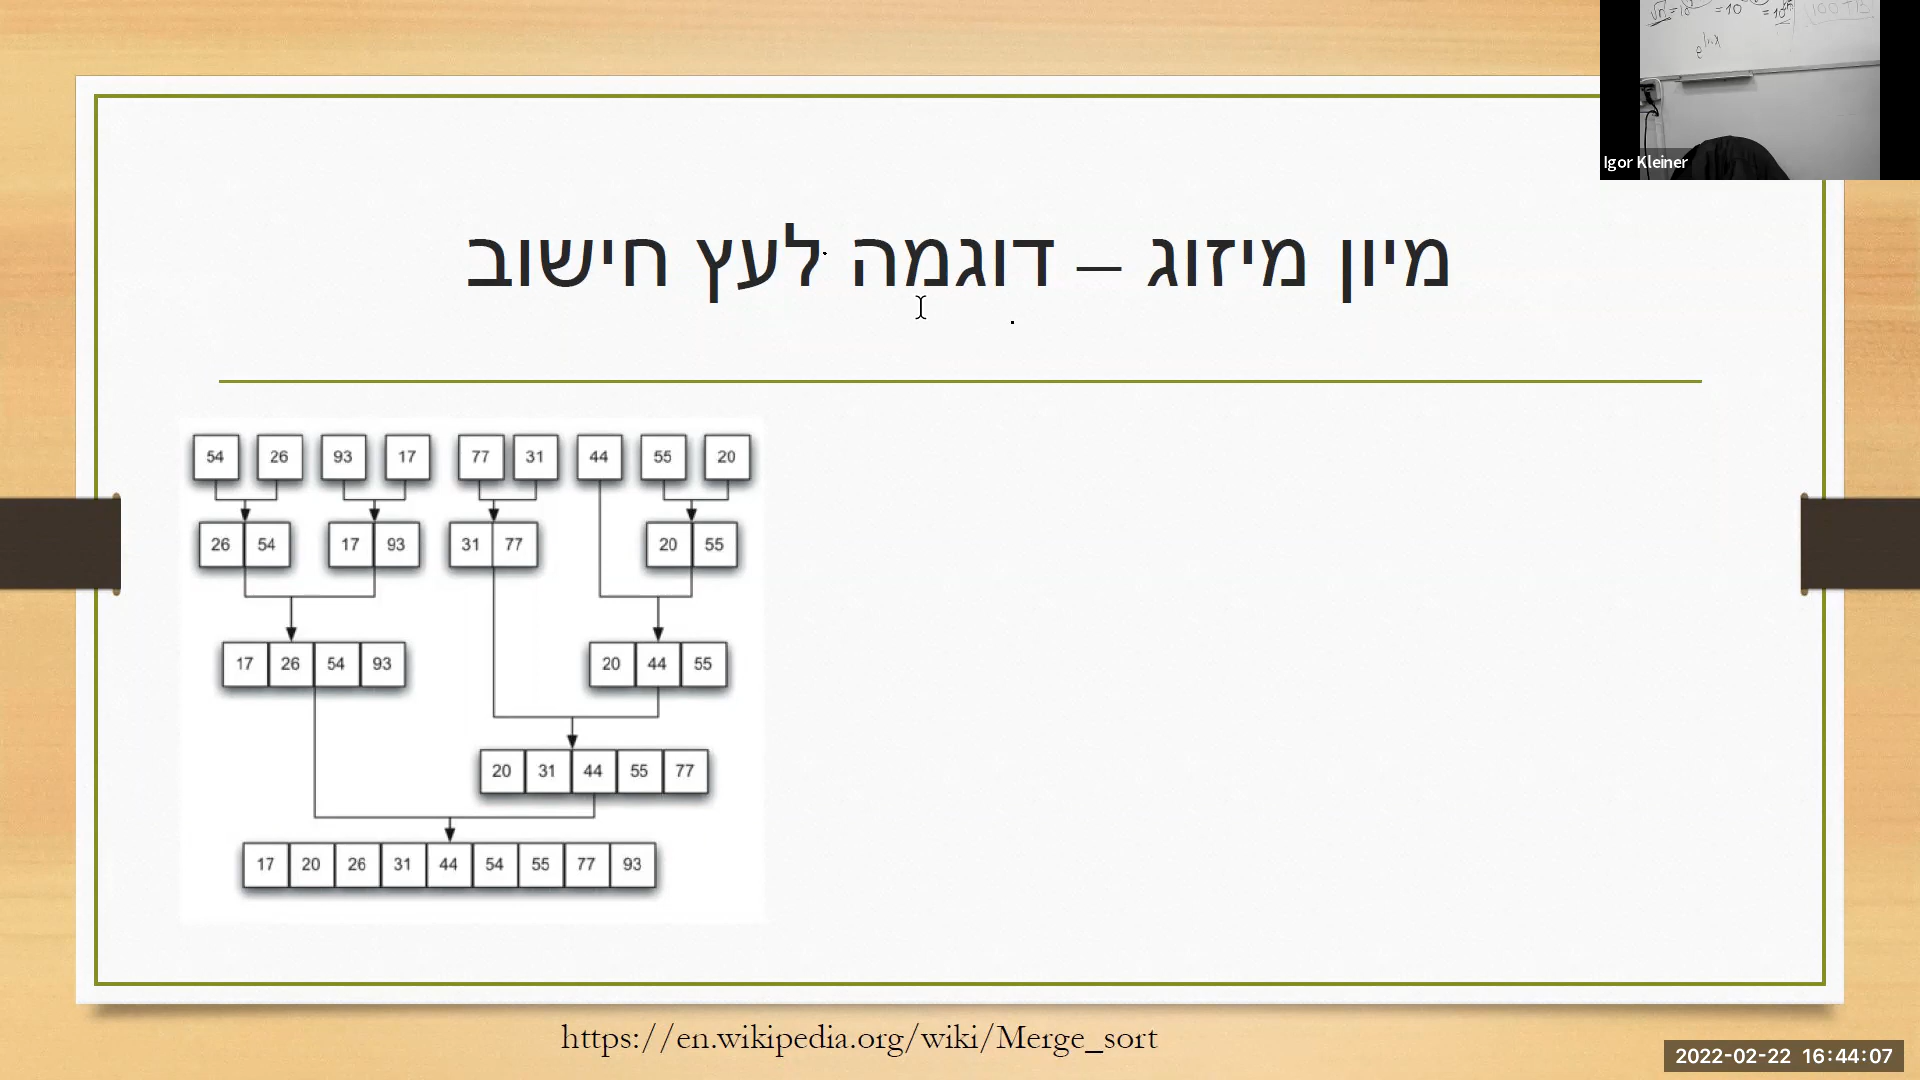 Igor Kleiner
מיון מיזוג – דוגמה לעץ חישוב
54 26 93 17 77 31 44 55 20
26 54 17 93 31 77 20 55
17 26 54 93 20 44 55
20 31 44 55 77
17 20 26 31 44 54 55 77 93
https://en.wikipedia.org/wiki/Merge_sort
2022-02-22 16:44:07